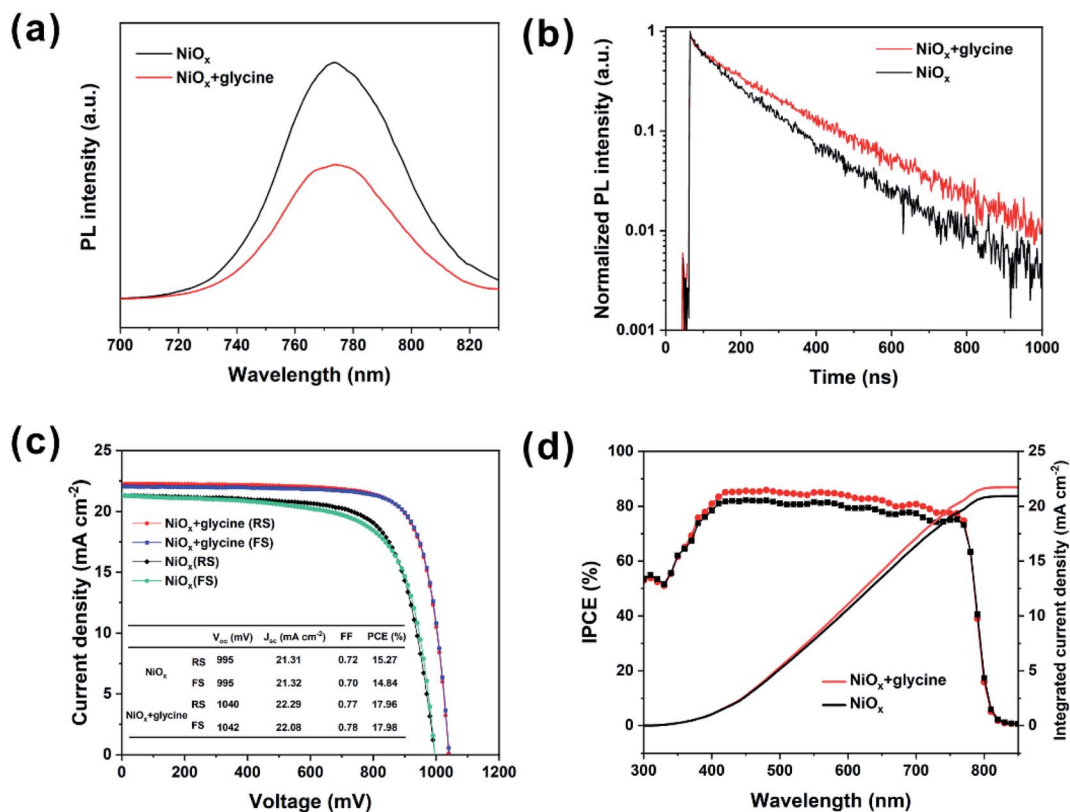 (a)
NiOx
NiOx+glycine
PL intensity (a.u.)
700 720 740 760 780 800 820
Wavelength (nm)
(b)
NiOx+glycine
NiOx
Normalized PL intensity (a.u.)
1
0.1
0.01
0.001
0 200 400 600 800 1000
Time (ns)
(c)
Current density (mA cm-2)
25
20
15
10
5
0
NiOx+glycine (RS)
NiOx+glycine (FS)
NiOx(RS)
NiOx(FS)
Voc (mV) Jsc (mA cm-2) FF PCE (%)
NiOx RS 995 21.31 0.72 15.27
FS 995 21.32 0.70 14.84
NiOx+glycine RS 1040 22.29 0.77 17.96
FS 1042 22.08 0.78 17.98
0 200 400 600 800 1000 1200
Voltage (mV)
(d)
IPCE (%)
100
80
60
40
20
0
NiOx+glycine
NiOx
25
20
15
10
5
0
Integrated current density (mA cm-2)
300 400 500 600 700 800
Wavelength (nm)